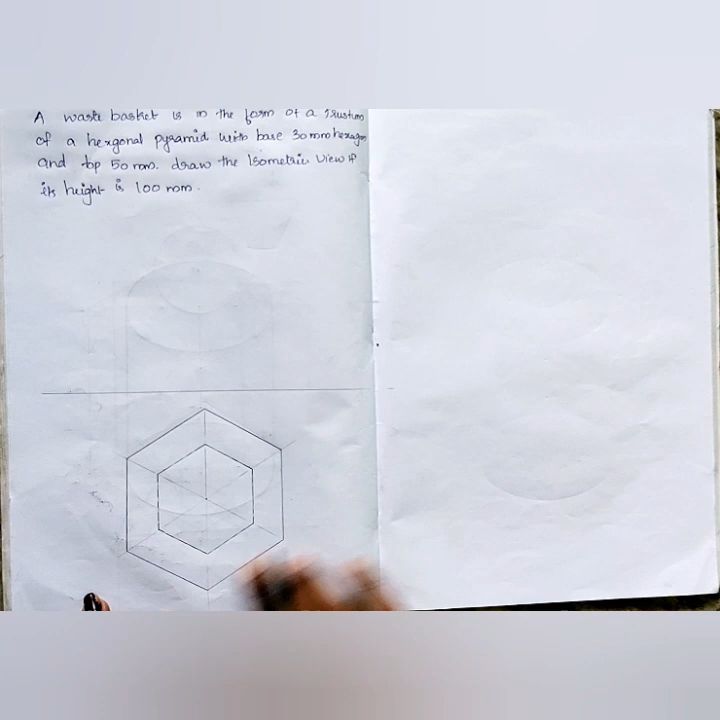 A waste basket is in the form of a frustum
of a hexgonal pyramid with base 30 mm hexagon
and top 50 mm. draw the Isometric view if
its height is 100 mm.